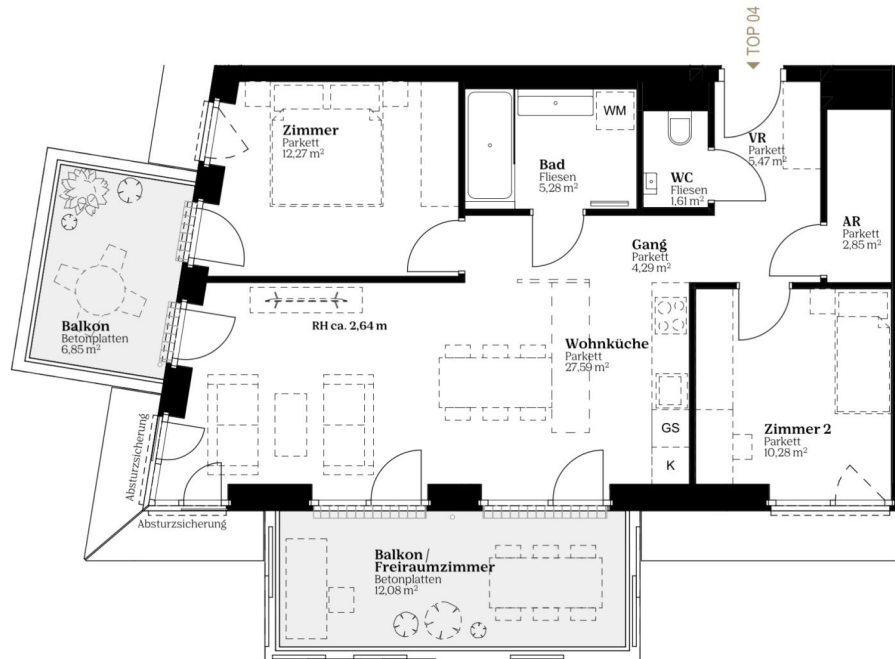 TOP 04
Zimmer
Parkett
12,27 m²
WM
Bad
Fliesen
5,28 m²
WC
Fliesen
1,61 m²
VR
Parkett
5,47 m²
AR
Parkett
2,85 m²
Gang
Parkett
4,29 m²
Balkon
Betonplatten
6,85 m²
RH ca. 2,64 m
Wohnküche
Parkett
27,59 m²
GS
K
Zimmer 2
Parkett
10,28 m²
Absturzsicherung
Absturzsicherung
Balkon /
Freiraumzimmer
Betonplatten
12,08 m²